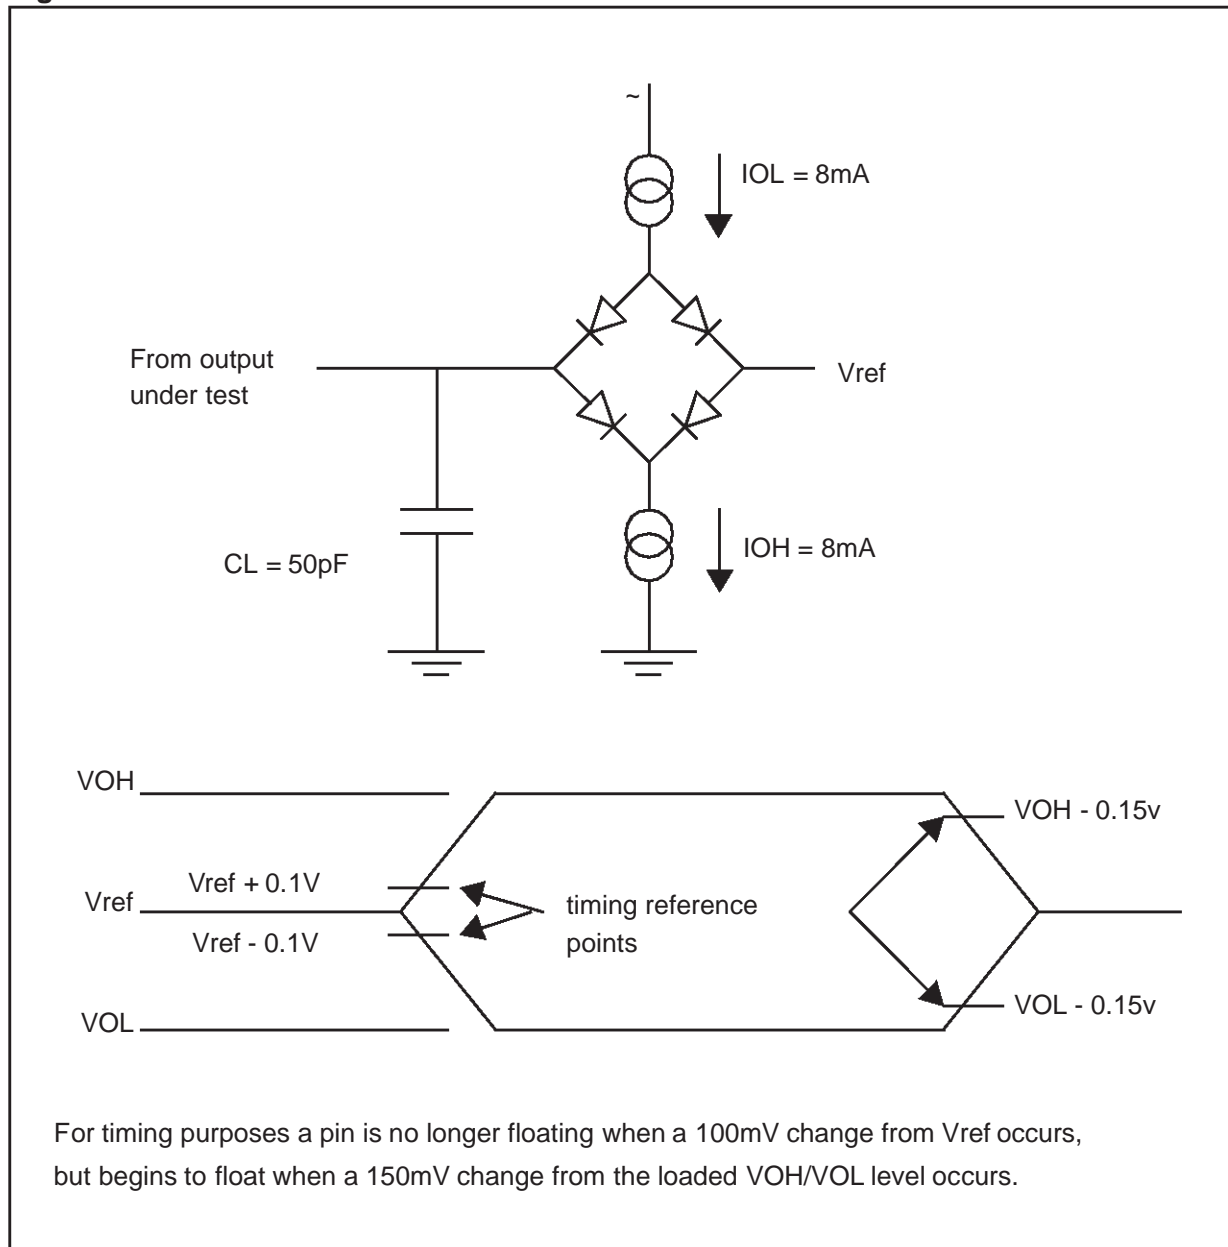 ~
IOL = 8mA
From output
under test
Vref
CL = 50pF
IOH = 8mA
VOH
VOH - 0.15v
Vref + 0.1V
Vref
timing reference
points
Vref - 0.1V
VOL
VOL - 0.15v
For timing purposes a pin is no longer floating when a 100mV change from Vref occurs,
but begins to float when a 150mV change from the loaded VOH/VOL level occurs.